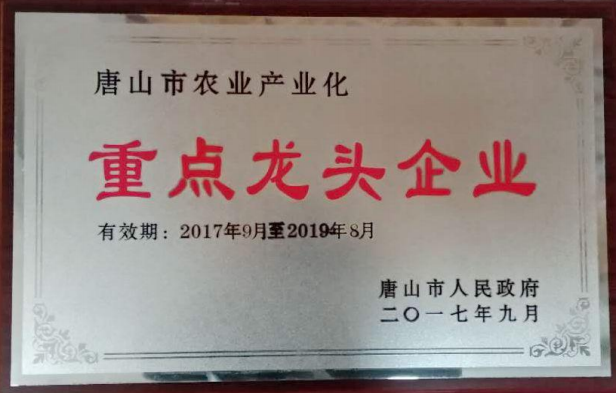 唐山市农业产业化
重点龙头企业
有效期：2017年9月至2019年8月
唐山市人民政府
二〇一七年九月